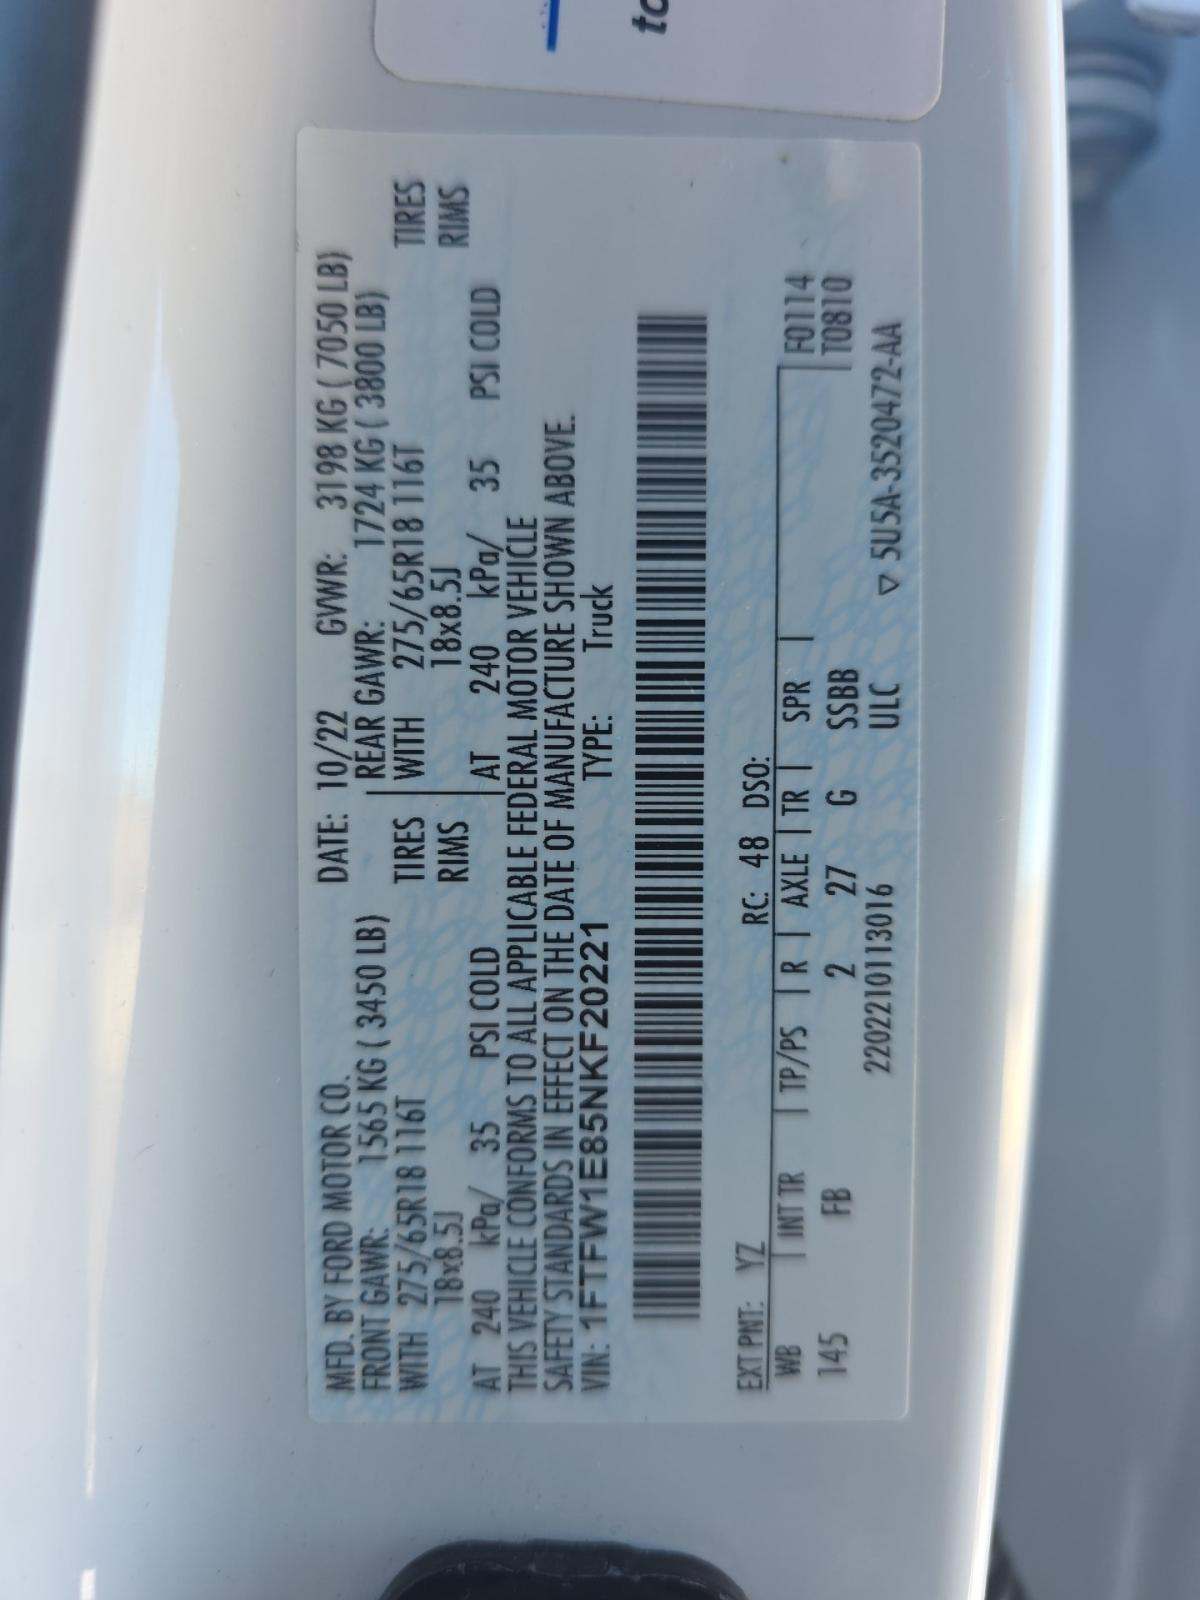 to
MFD. BY FORD MOTOR CO. DATE: 10/22 GVWR: 3198 KG ( 7050 LB)
FRONT GAWR: 1565 KG ( 3450 LB) REAR GAWR: 1724 KG ( 3800 LB)
WITH 275/65R18 116T TIRES WITH 275/65R18 116T TIRES
18x8.5J RIMS 18x8.5J RIMS
AT 240 kPa/ 35 PSI COLD AT 240 kPa/ 35 PSI COLD
THIS VEHICLE CONFORMS TO ALL APPLICABLE FEDERAL MOTOR VEHICLE
SAFETY STANDARDS IN EFFECT ON THE DATE OF MANUFACTURE SHOWN ABOVE.
VIN: 1FTFW1E85NKF20221 TYPE: Truck
EXT PNT: YZ RC: 48 DSO:
WB | INT TR | TP/PS | R | AXLE | TR | SPR | F0114
145 FB 2 27 G SSBB T0810
2202210113016 ULC ▽ 5U5A-3520472-AA